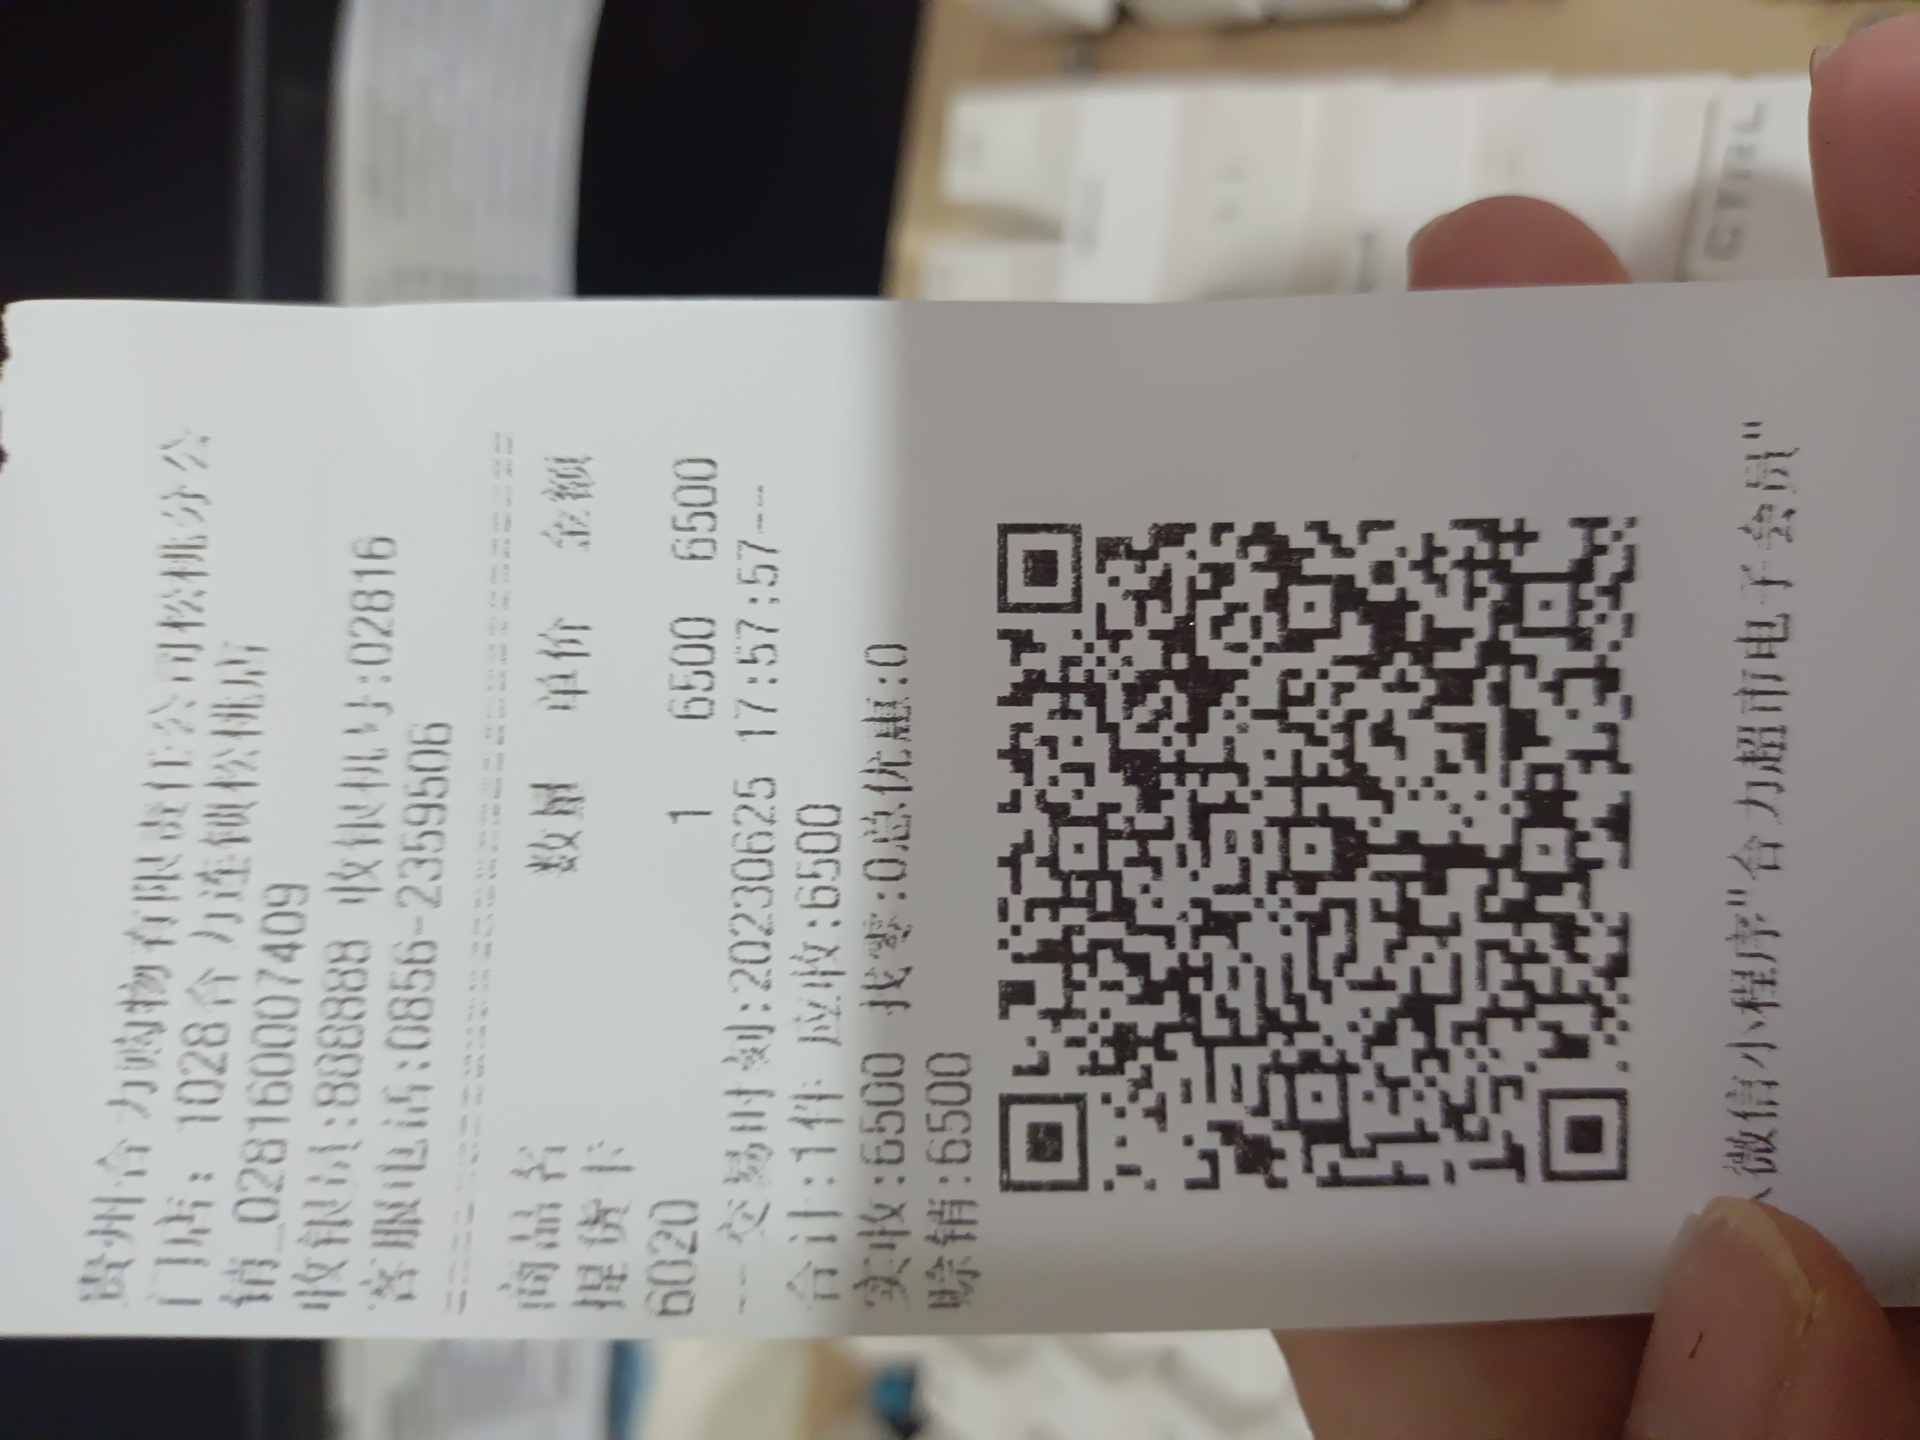 贵州合力购物有限责任公司松桃分公
门店: 1028合力连锁松桃店
销_0281600007409
收银员:888888 收银机号:02816
客服电话:0856-2359506
商品名 数量 单价 金额
提货卡
6020 1 6500 6500
--交易时刻:20230625 17:57:57--
合计:1件 应收:6500
实收:6500 找零:0总优惠:0
赊销:6500
微信小程序"合力超市电子会员"
CTRL